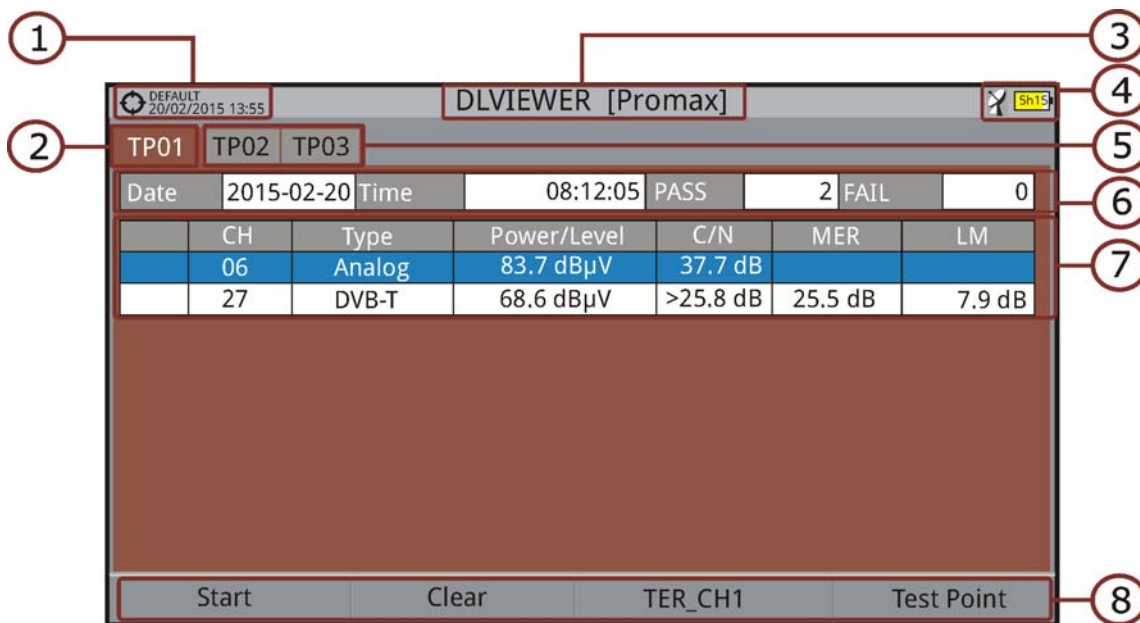 1
3
4
DEFAULT
20/02/2015 13:55
DLVIEWER [Promax]
5h15
2
TP01 TP02 TP03
5
Date 2015-02-20 Time 08:12:05 PASS 2 FAIL 0
6
CH Type Power/Level C/N MER LM
06 Analog 83.7 dBµV 37.7 dB
7
27 DVB-T 68.6 dBµV >25.8 dB 25.5 dB 7.9 dB
Start Clear TER_CH1 Test Point
8